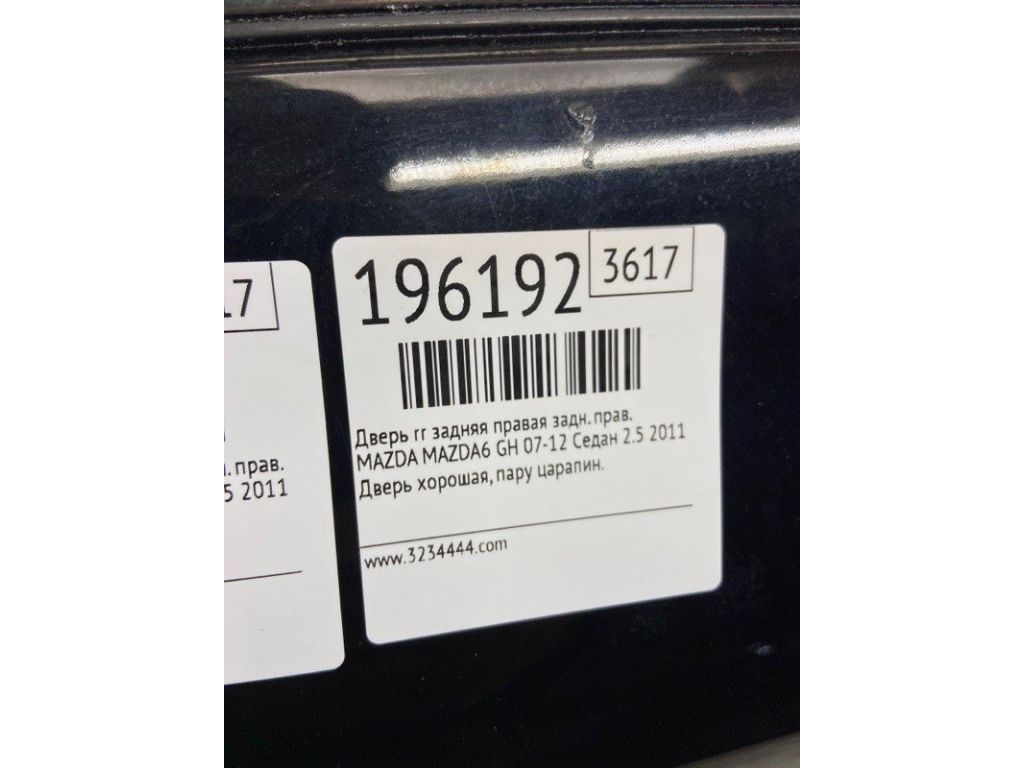 17
н. прав.
5 2011
196192
3617
Дверь rr задняя правая задн. прав.
MAZDA MAZDA6 GH 07-12 Седан 2.5 2011
Дверь хорошая, пару царапин.
www.3234444.com